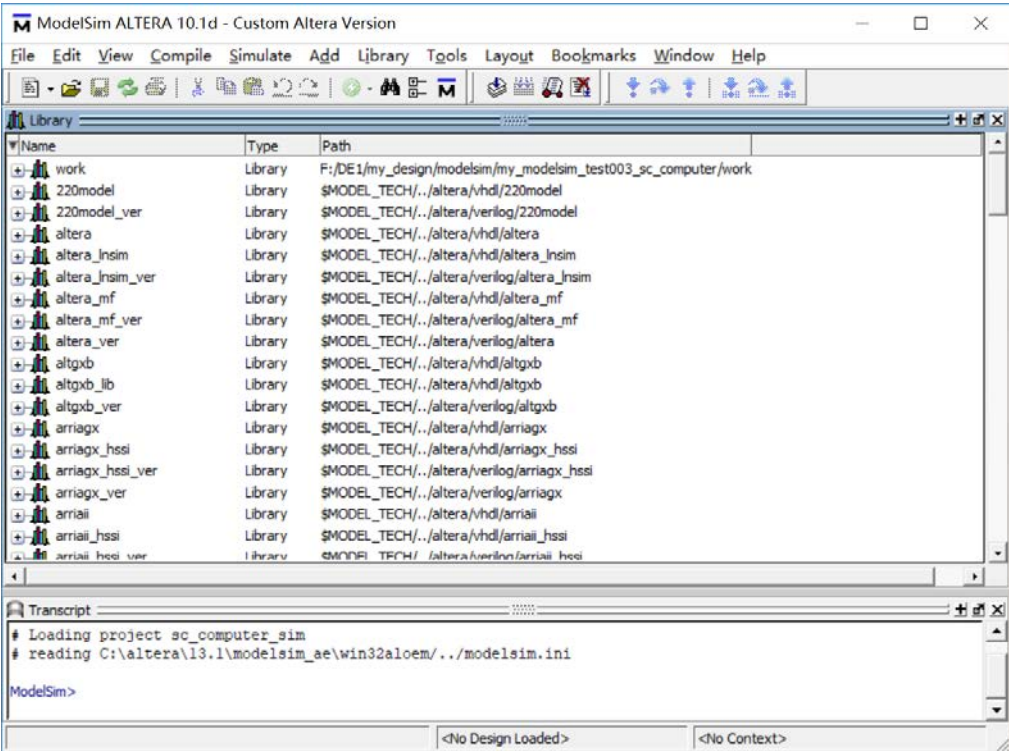 ModelSim ALTERA 10.1d - Custom Altera Version
File Edit View Compile Simulate Add Library Tools Layout Bookmarks Window Help
Library
Name Type Path
work Library F:/DE1/my_design/modelsim/my_modelsim_test003_sc_computer/work
220model Library $MODEL_TECH/../altera/vhdl/220model
220model_ver Library $MODEL_TECH/../altera/verilog/220model
altera Library $MODEL_TECH/../altera/vhdl/altera
altera_lnsim Library $MODEL_TECH/../altera/vhdl/altera_lnsim
altera_lnsim_ver Library $MODEL_TECH/../altera/verilog/altera_lnsim
altera_mf Library $MODEL_TECH/../altera/vhdl/altera_mf
altera_mf_ver Library $MODEL_TECH/../altera/verilog/altera_mf
altera_ver Library $MODEL_TECH/../altera/verilog/altera
altgxb Library $MODEL_TECH/../altera/vhdl/altgxb
altgxb_lib Library $MODEL_TECH/../altera/vhdl/altgxb
altgxb_ver Library $MODEL_TECH/../altera/verilog/altgxb
arriagx Library $MODEL_TECH/../altera/vhdl/arriagx
arriagx_hssi Library $MODEL_TECH/../altera/vhdl/arriagx_hssi
arriagx_hssi_ver Library $MODEL_TECH/../altera/verilog/arriagx_hssi
arriagx_ver Library $MODEL_TECH/../altera/verilog/arriagx
arriaii Library $MODEL_TECH/../altera/vhdl/arriaii
arriaii_hssi Library $MODEL_TECH/../altera/vhdl/arriaii_hssi
arriaii_hssi_ver Library $MODEL_TECH/../altera/verilog/arriaii_hssi
Transcript
# Loading project sc_computer_sim
# reading C:\altera\13.1\modelsim_ae\win32aloem/../modelsim.ini
ModelSim>
<No Design Loaded> <No Context>